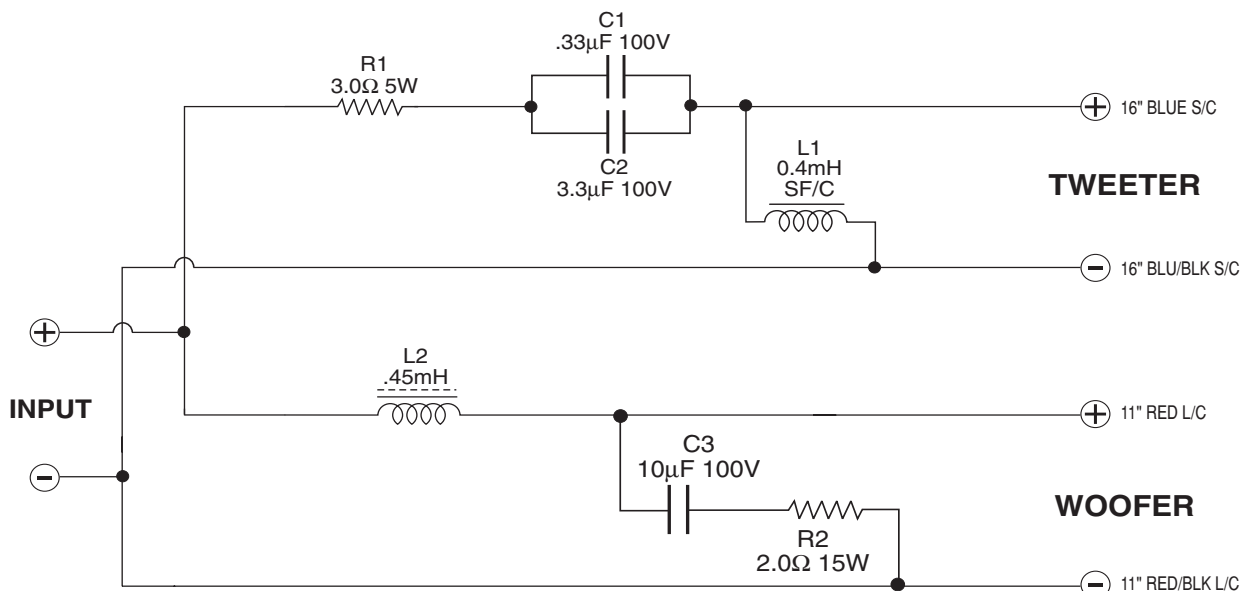 C1
.33µF 100V
R1
3.0Ω 5W
+ 16" BLUE S/C
C2
3.3µF 100V
L1
0.4mH
SF/C
TWEETER
− 16" BLU/BLK S/C
+
INPUT
−
L2
.45mH
+ 11" RED L/C
C3
10µF 100V
WOOFER
R2
2.0Ω 15W
− 11" RED/BLK L/C